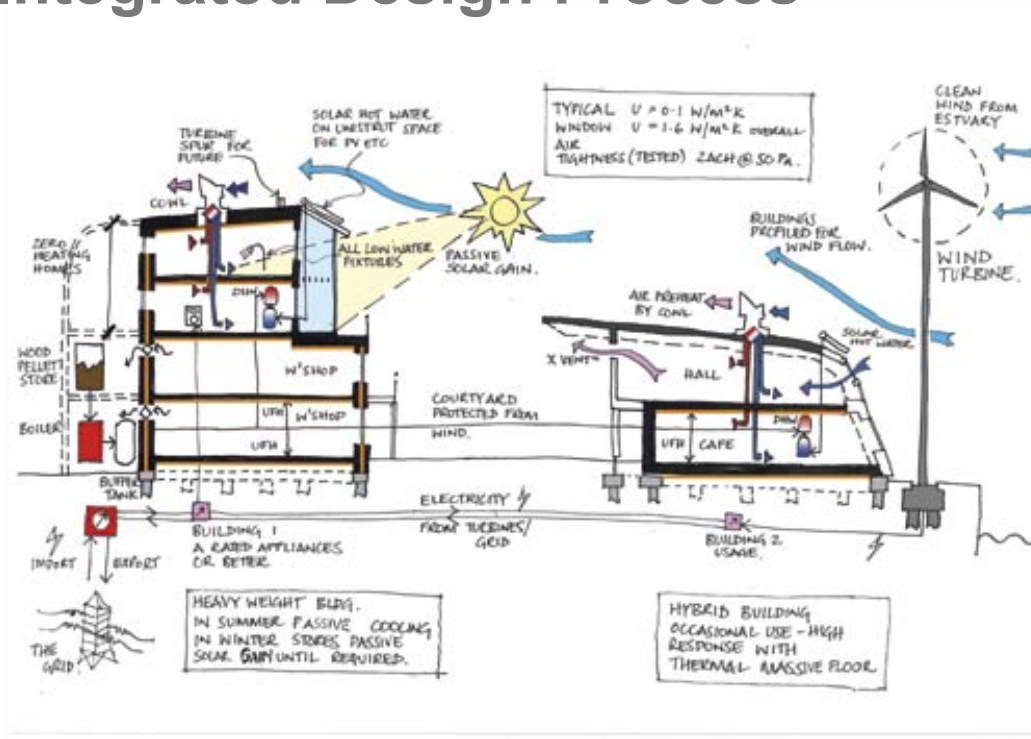 Integrated Design Process
TYPICAL U = 0.1 W/m²K
WINDOW U = 1.6 W/m²K OVERALL
AIR
TIGHTNESS (TESTED) 2ACH @ 50 Pa.
CLEAN
WIND FROM
ESTUARY
SOLAR HOT WATER
ON UNISTRUT SPACE
FOR PV ETC
TURBINE
SPUR FOR
FUTURE
COWL
ZERO
HEATING
HOMES
ALL LOW WATER
FIXTURES
PASSIVE
SOLAR GAIN.
BUILDINGS
PROFILED FOR
WIND FLOW.
WIND
TURBINE.
DHW
AIR PREHEAT
BY COWL
SOLAR
HOT WATER
X VENT
HALL
WOOD
PELLET
STORE
W'SHOP
UFH W'SHOP
COURTYARD
PROTECTED FROM
WIND.
DHW
UFH CAFE
BOILER
UFH
BUFFER
TANK
ELECTRICITY
FROM TURBINES/
GRID
BUILDING 1
A RATED APPLIANCES
OR BETTER
BUILDING 2
USAGE.
IMPORT
EXPORT
THE
GRID.
HEAVY WEIGHT BLDG.
IN SUMMER PASSIVE COOLING
IN WINTER STORES PASSIVE
SOLAR GAIN UNTIL REQUIRED.
HYBRID BUILDING
OCCASIONAL USE - HIGH
RESPONSE WITH
THERMAL MASSIVE FLOOR